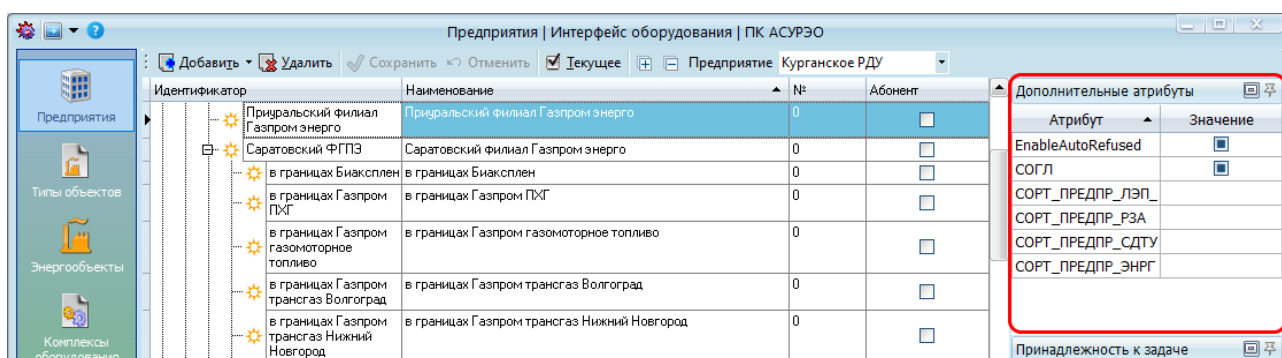 Предприятия | Интерфейс оборудования | ПК АСУРЭО
Добавить Удалить Сохранить Отменить Текущее Предприятие Курганское РДУ
Предприятия
Типы объектов
Энергообъекты
Комплексы
оборудования
Идентификатор Наименование № Абонент
Приуральский филиал
Газпром энерго
Приуральский филиал Газпром энерго 0
Саратовский ФГПЭ Саратовский филиал Газпром энерго 0
в границах Биаксплен в границах Биаксплен 0
в границах Газпром
ПХГ
в границах Газпром ПХГ 0
в границах Газпром
газомоторное
топливо
в границах Газпром газомоторное топливо 0
в границах Газпром
трансгаз Волгоград
в границах Газпром трансгаз Волгоград 0
в границах Газпром
трансгаз Нижний
Новгород
в границах Газпром трансгаз Нижний Новгород 0
Дополнительные атрибуты
Атрибут Значение
EnableAutoRefused
СОГЛ
СОРТ_ПРЕДПР_ЛЭП_
СОРТ_ПРЕДПР_РЗА
СОРТ_ПРЕДПР_СДТУ
СОРТ_ПРЕДПР_ЭНРГ
Принадлежность к задаче